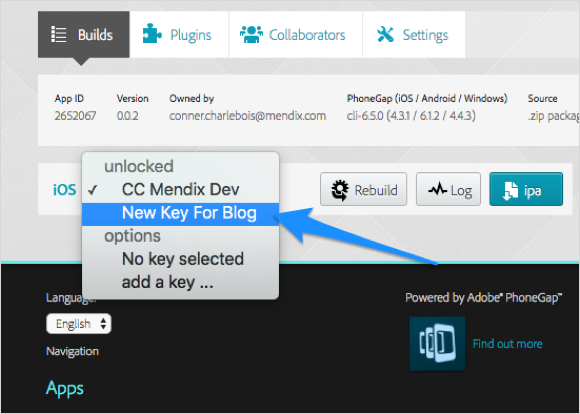 Builds Plugins Collaborators Settings
App ID Version Owned by PhoneGap (iOS / Android / Windows) Source
2652067 0.0.2 conner.charlebois@mendix.com cli-6.5.0 (4.3.1 / 6.1.2 / 4.4.3) .zip packag
unlocked
iOS ✓ CC Mendix Dev Rebuild Log ipa
New Key For Blog
options
No key selected
add a key ...
Language: Powered by Adobe® PhoneGap™
English
Find out more
Navigation
Apps